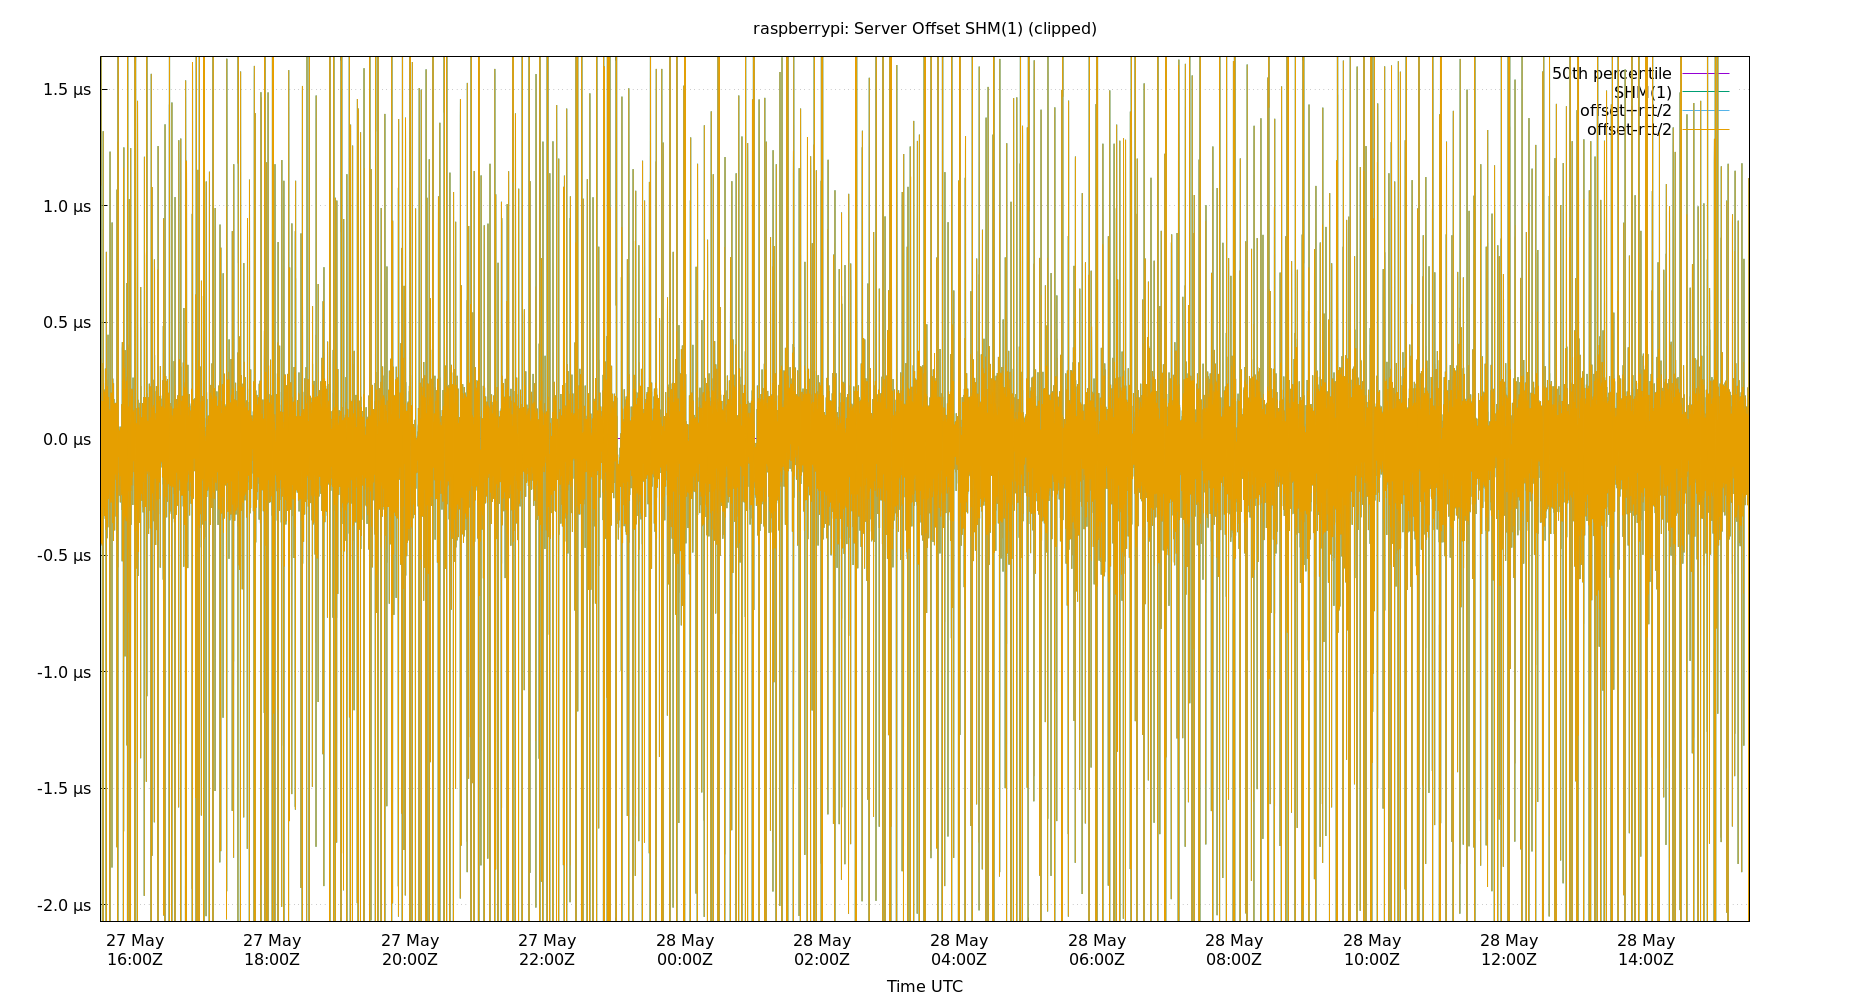 raspberrypi: Server Offset SHM(1) (clipped)
50th percentile
SHM(1)
offset+rtt/2
offset-rtt/2
1.5 µs
1.0 µs
0.5 µs
0.0 µs
-0.5 µs
-1.0 µs
-1.5 µs
-2.0 µs
27 May 27 May 27 May 27 May 28 May 28 May 28 May 28 May 28 May 28 May 28 May 28 May
16:00Z 18:00Z 20:00Z 22:00Z 00:00Z 02:00Z 04:00Z 06:00Z 08:00Z 10:00Z 12:00Z 14:00Z
Time UTC